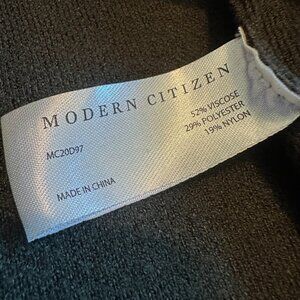 MODERN CITIZEN
MC20D97
MADE IN CHINA
52% VISCOSE
29% POLYESTER
19% NYLON